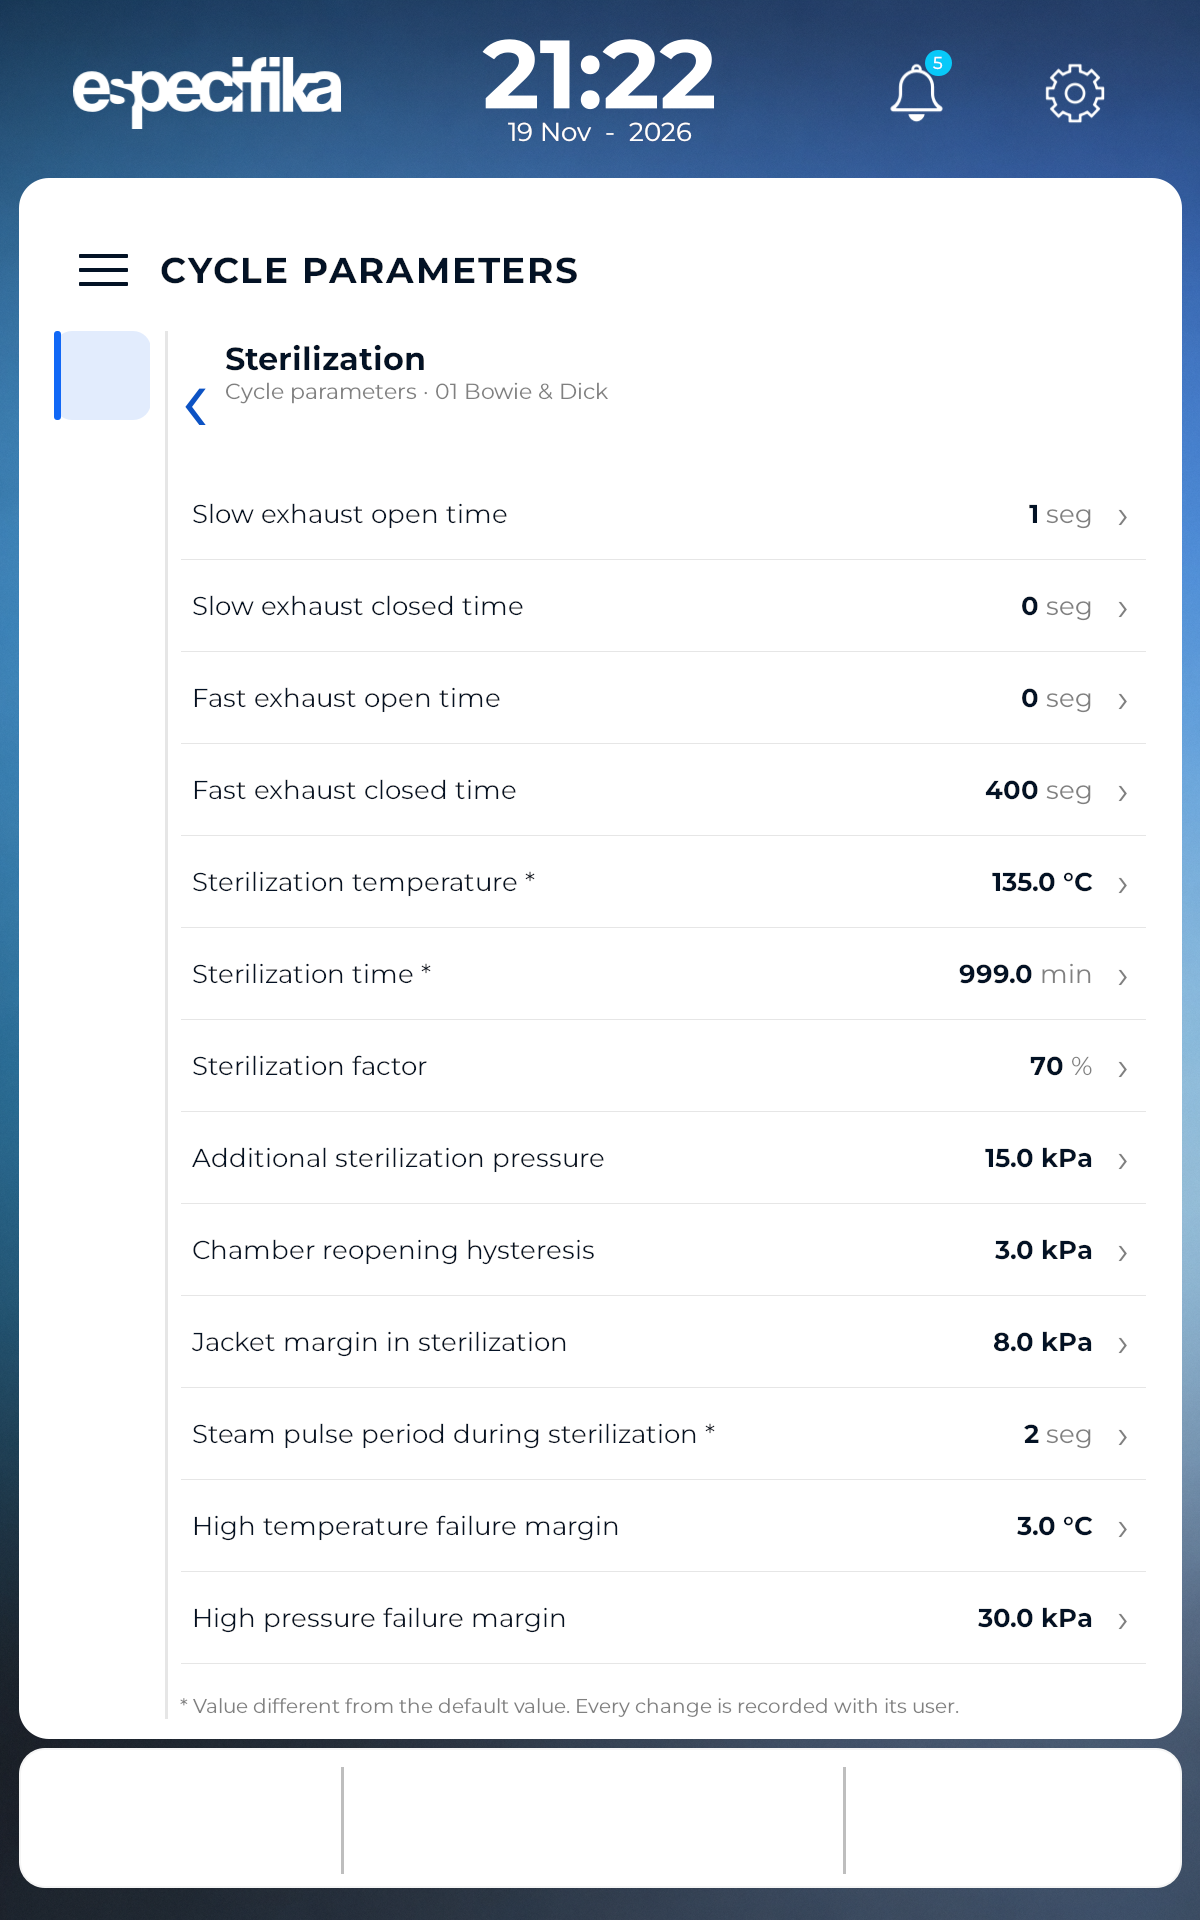 especifika
21:22
19 Nov - 2026
5
CYCLE PARAMETERS
Sterilization
Cycle parameters · 01 Bowie & Dick
Slow exhaust open time 1 seg
Slow exhaust closed time 0 seg
Fast exhaust open time 0 seg
Fast exhaust closed time 400 seg
Sterilization temperature * 135.0 °C
Sterilization time * 999.0 min
Sterilization factor 70 %
Additional sterilization pressure 15.0 kPa
Chamber reopening hysteresis 3.0 kPa
Jacket margin in sterilization 8.0 kPa
Steam pulse period during sterilization * 2 seg
High temperature failure margin 3.0 °C
High pressure failure margin 30.0 kPa
* Value different from the default value. Every change is recorded with its user.